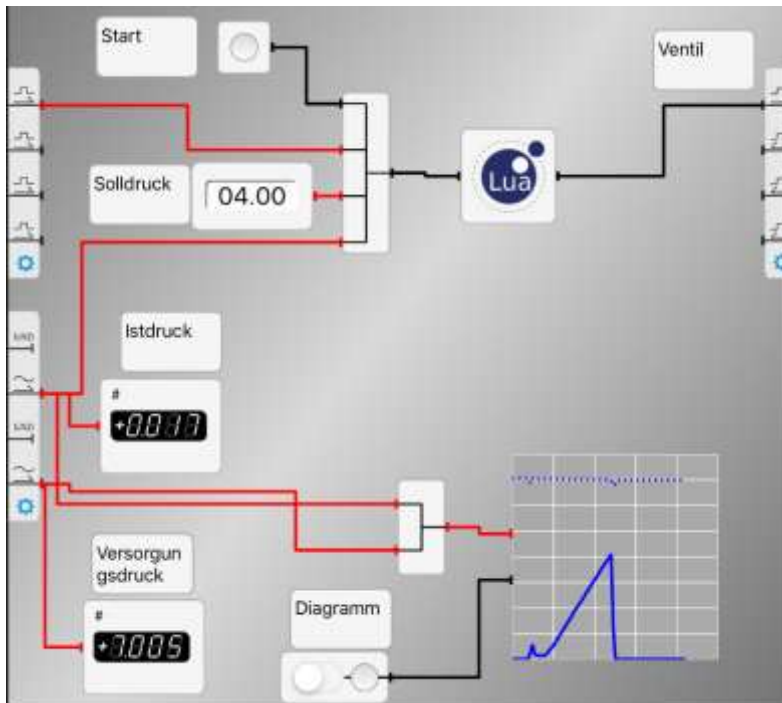 Start
Ventil
Solldruck
04.00
Lua
Istdruck
#
+0.017
Versorgun
gsdruck
#
+7.005
Diagramm